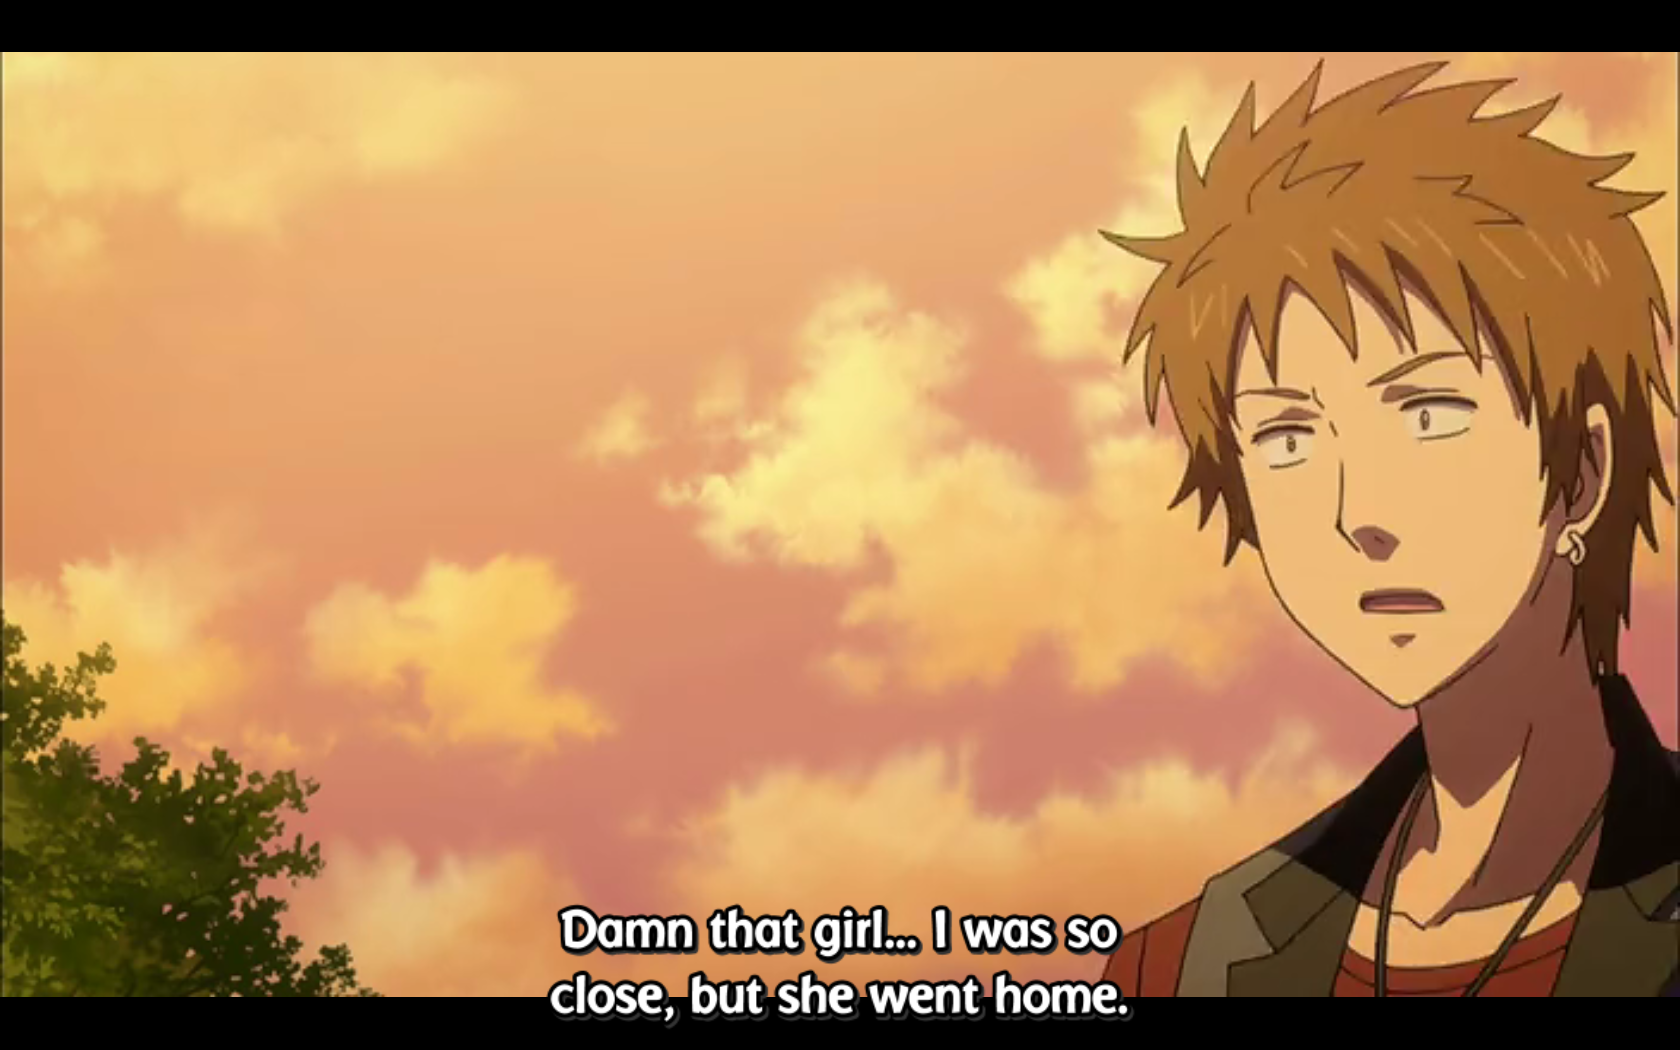 Damn that girl... I was so
close, but she went home.